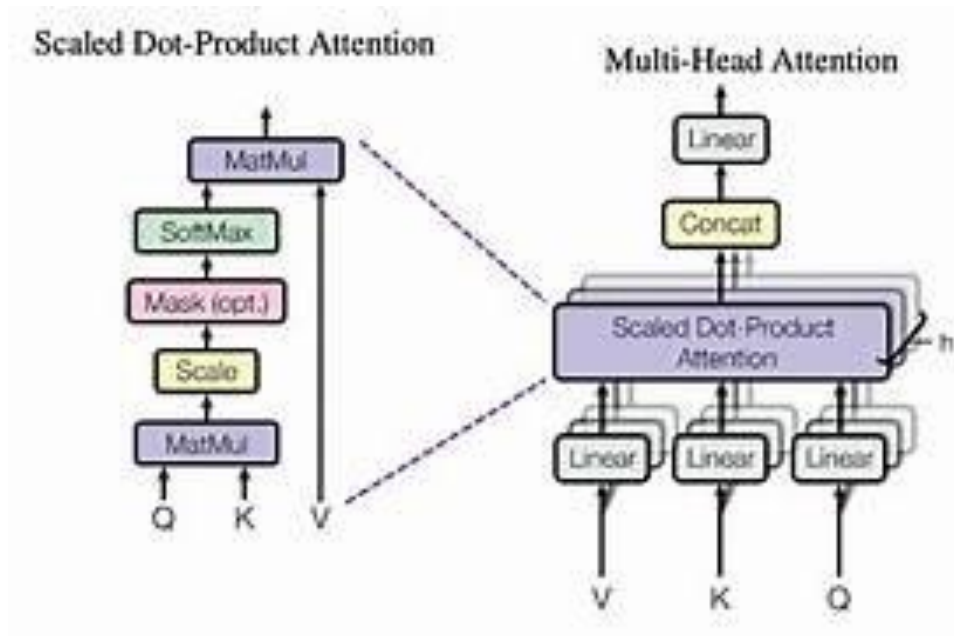 Scaled Dot-Product Attention
MatMul
SoftMax
Mask (opt.)
Scale
MatMul
Q K V
Multi-Head Attention
Linear
Concat
Scaled Dot-Product
Attention
h
Linear Linear Linear
V K Q